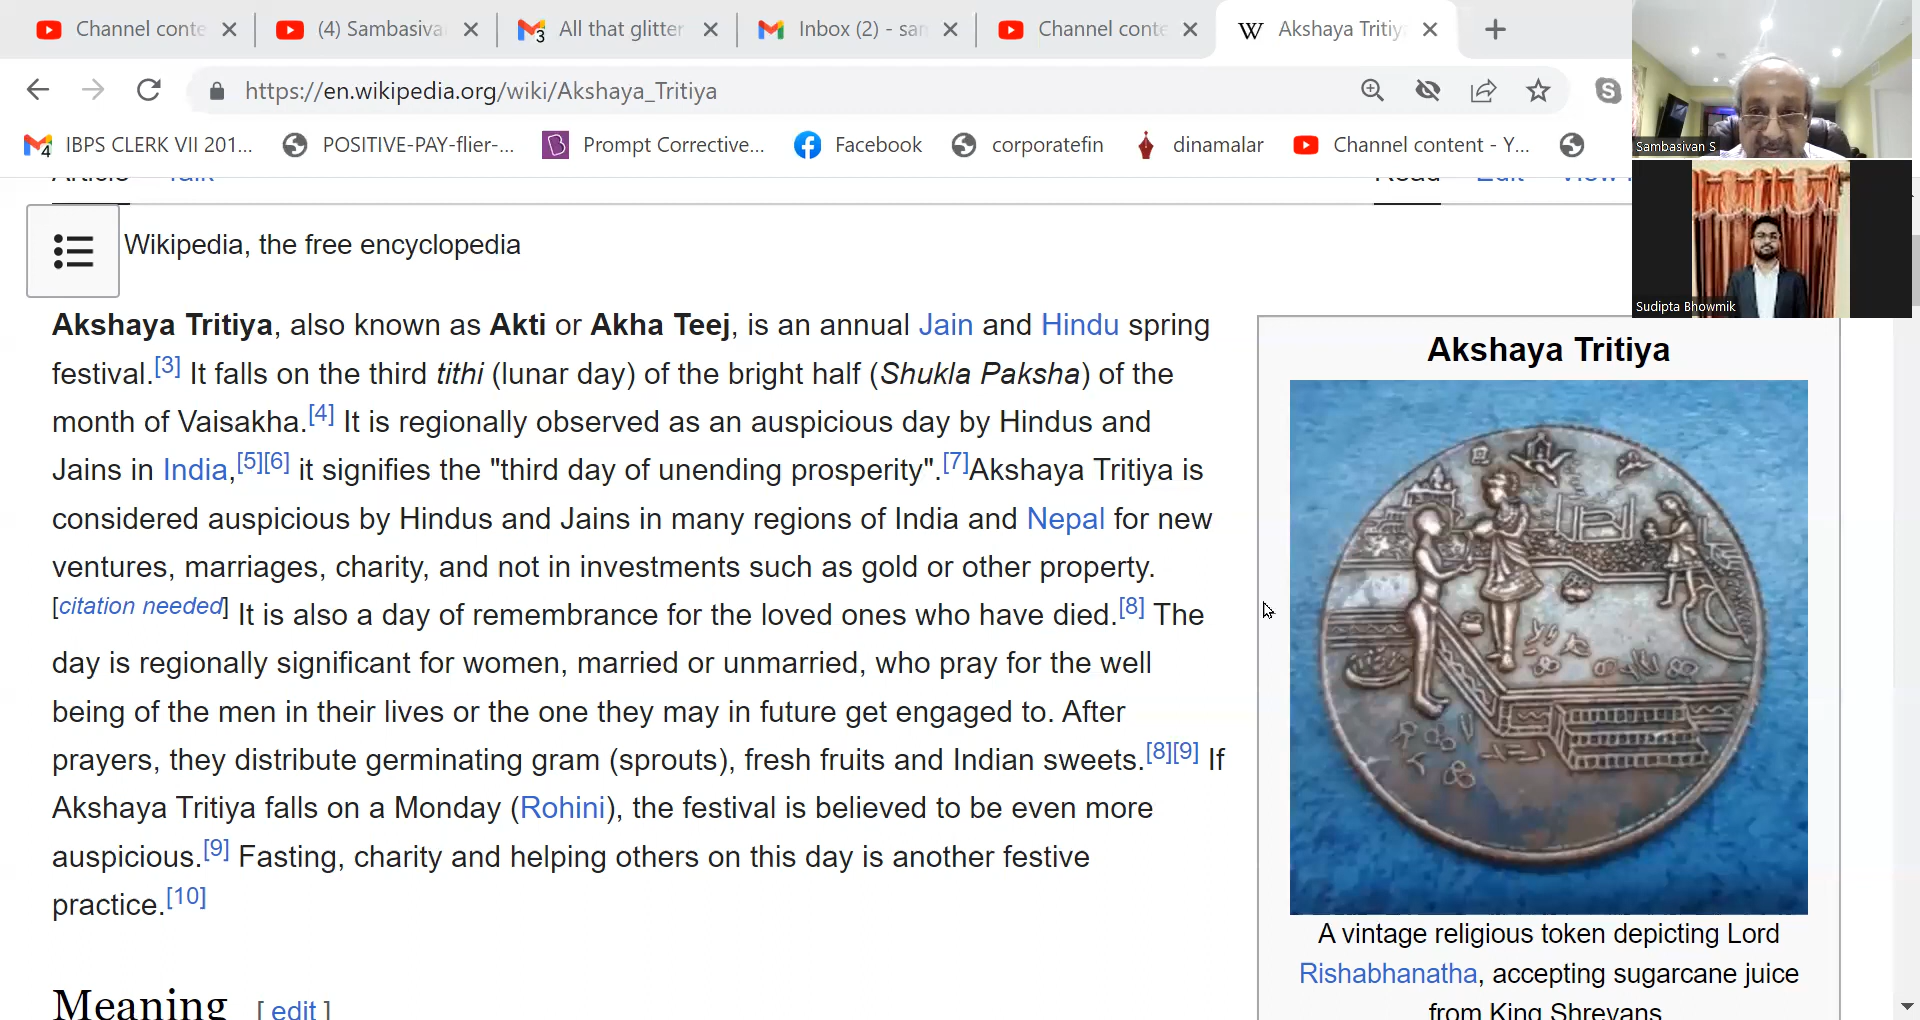 Channel conte
(4) Sambasiva
3
All that glitter
Inbox (2) - sar
Channel conte
W
Akshaya Tritiy
https://en.wikipedia.org/wiki/Akshaya_Tritiya
S
4
IBPS CLERK VII 201...
POSITIVE-PAY-flier-...
Prompt Corrective...
Facebook
corporatefin
dinamalar
Channel content - Y...
Sambasivan S
Sudipta Bhowmik
Article
Talk
Read
Edit
Wikipedia, the free encyclopedia
Akshaya Tritiya, also known as Akti or Akha Teej, is an annual Jain and Hindu spring
festival.[3] It falls on the third tithi (lunar day) of the bright half (Shukla Paksha) of the
month of Vaisakha.[4] It is regionally observed as an auspicious day by Hindus and
Jains in India,[5][6] it signifies the "third day of unending prosperity".[7]Akshaya Tritiya is
considered auspicious by Hindus and Jains in many regions of India and Nepal for new
ventures, marriages, charity, and not in investments such as gold or other property.
[citation needed] It is also a day of remembrance for the loved ones who have died.[8] The
day is regionally significant for women, married or unmarried, who pray for the well
being of the men in their lives or the one they may in future get engaged to. After
prayers, they distribute germinating gram (sprouts), fresh fruits and Indian sweets.[8][9] If
Akshaya Tritiya falls on a Monday (Rohini), the festival is believed to be even more
auspicious.[9] Fasting, charity and helping others on this day is another festive
practice.[10]
Meaning [ edit ]
Akshaya Tritiya
A vintage religious token depicting Lord
Rishabhanatha, accepting sugarcane juice
from King Shreyans